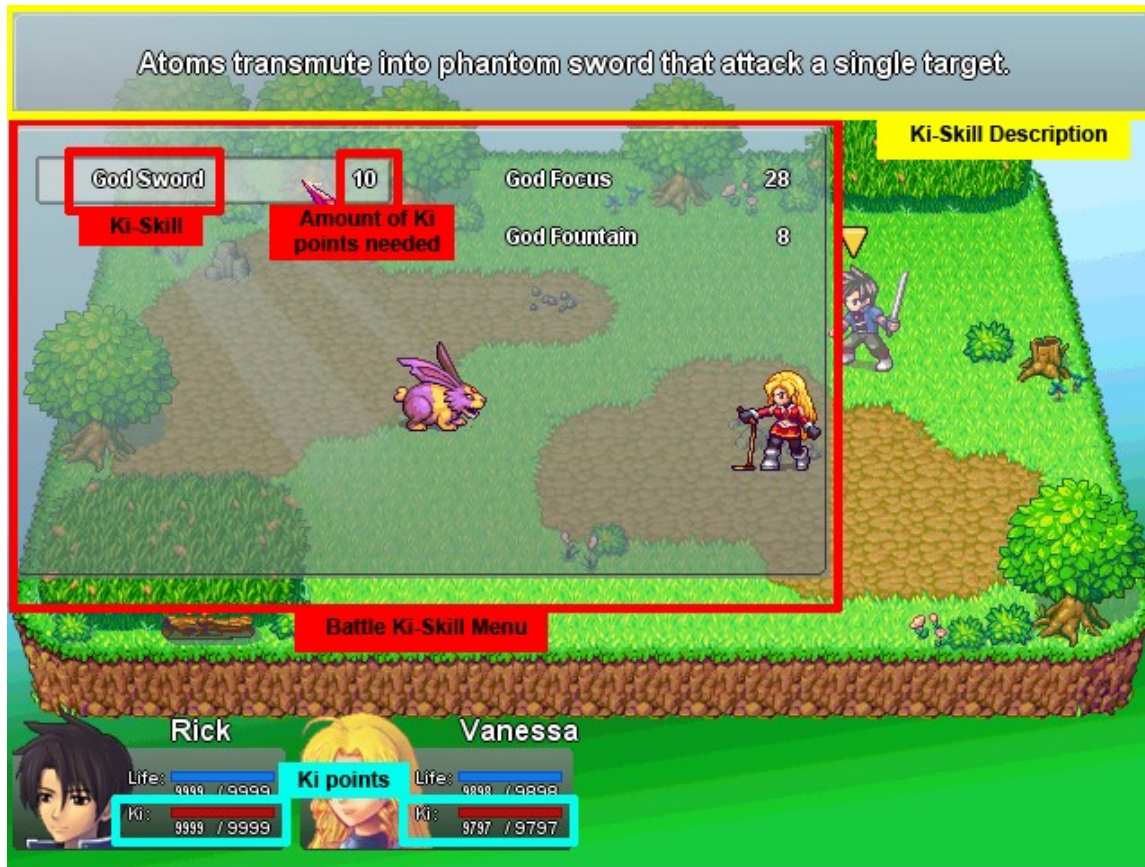 Atoms transmute into phantom sword that attack a single target.
Ki-Skill Description
God Sword 10 God Focus 28
Ki-Skill
Amount of Ki
points needed
God Fountain 8
Battle Ki-Skill Menu
Rick
Life:
9999 / 9999
Ki:
9999 / 9999
Ki points
Vanessa
Life:
9898 / 9898
Ki:
9797 / 9797